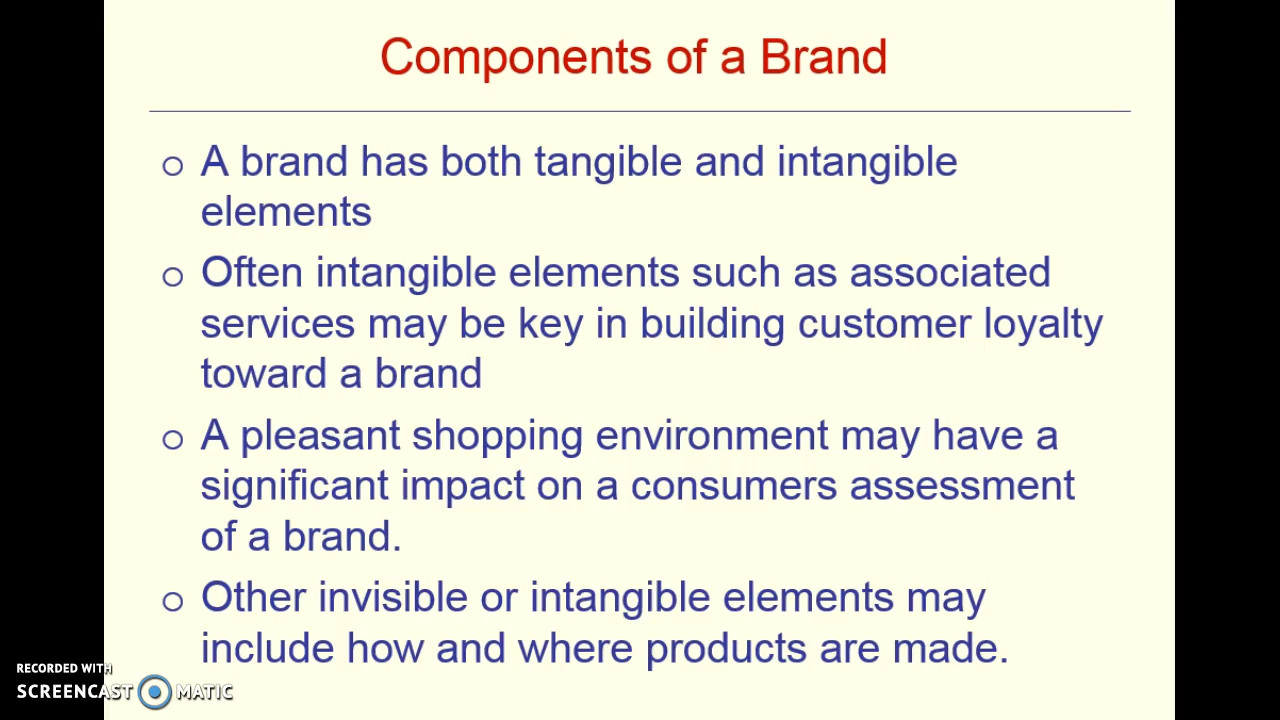 Components of a Brand
A brand has both tangible and intangible
elements
Often intangible elements such as associated
services may be key in building customer loyalty
toward a brand
A pleasant shopping environment may have a
significant impact on a consumers assessment
of a brand.
Other invisible or intangible elements may
include how and where products are made.
RECORDED WITH
SCREENCAST MATIC